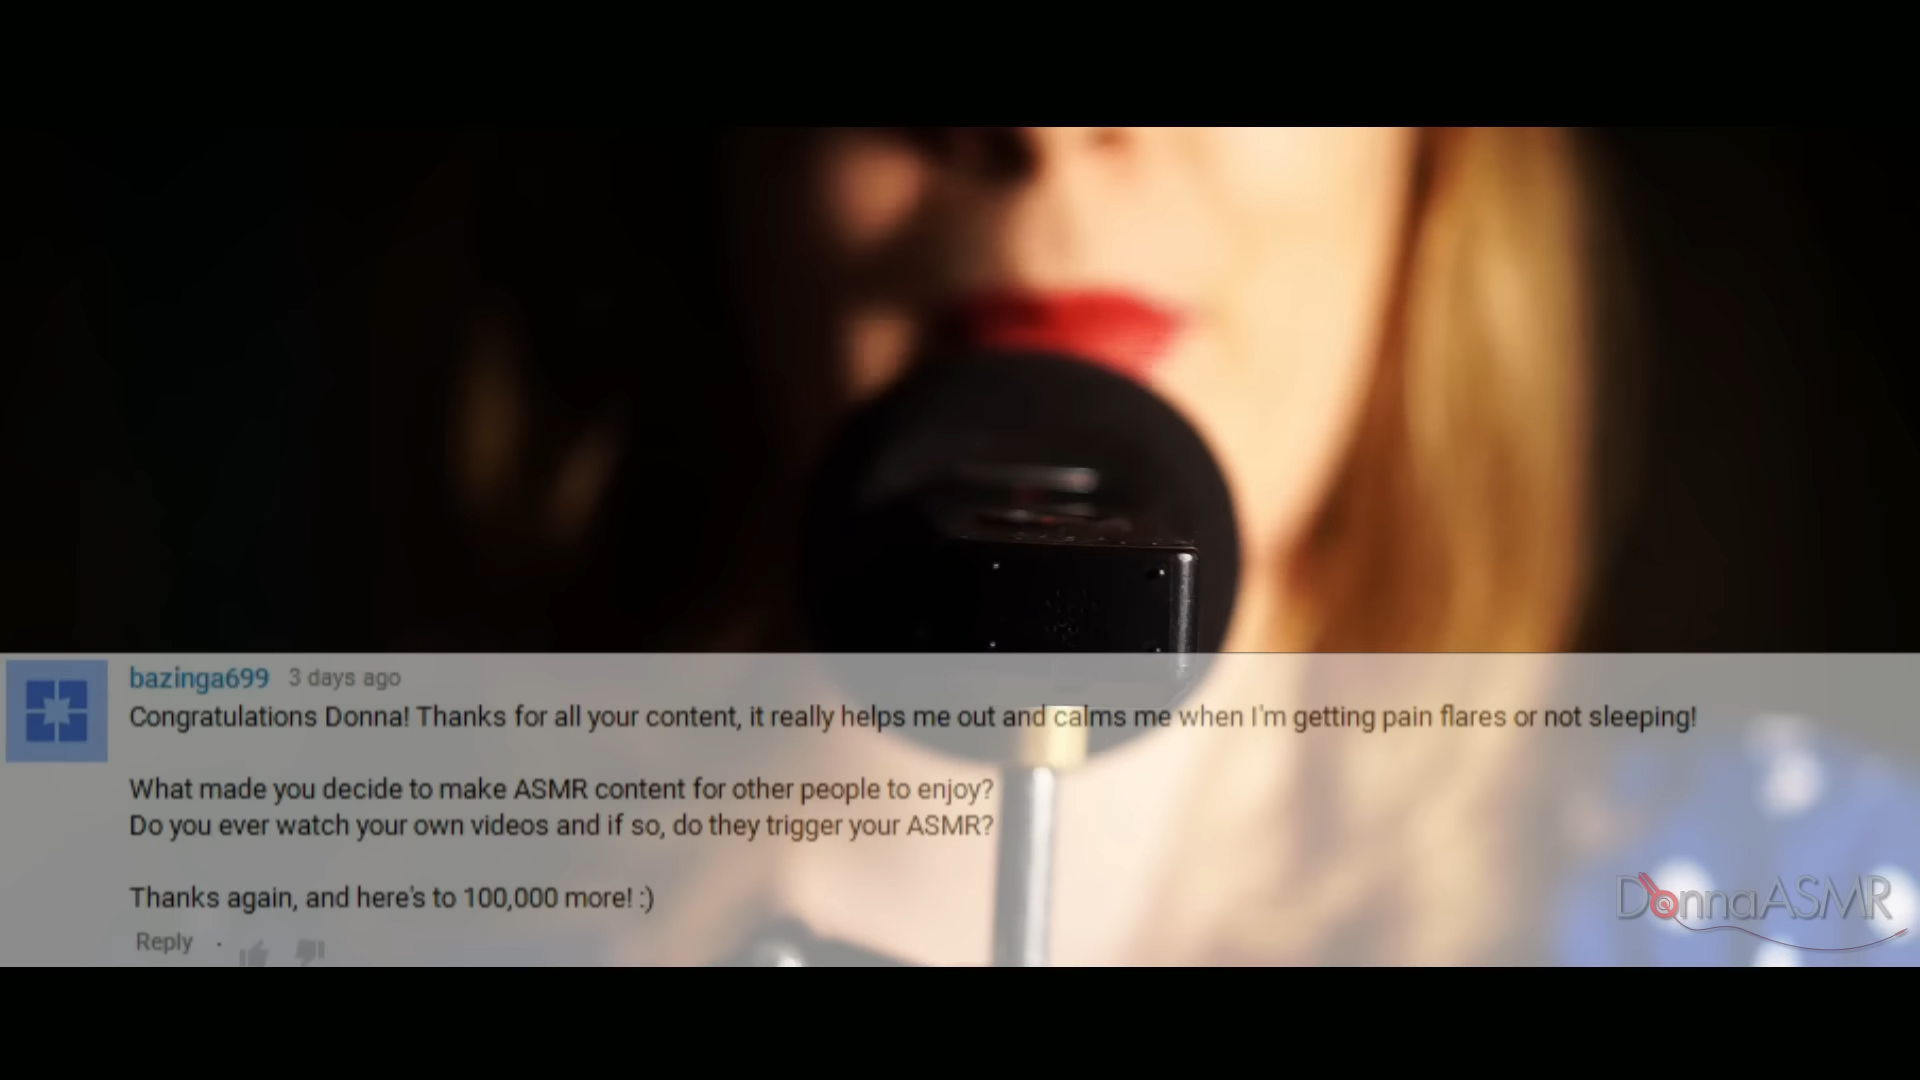 bazinga699 3 days ago
Congratulations Donna! Thanks for all your content, it really helps me out and calms me when I'm getting pain flares or not sleeping!
What made you decide to make ASMR content for other people to enjoy?
Do you ever watch your own videos and if so, do they trigger your ASMR?
Thanks again, and here's to 100,000 more! :)
Reply ·
DonnaASMR